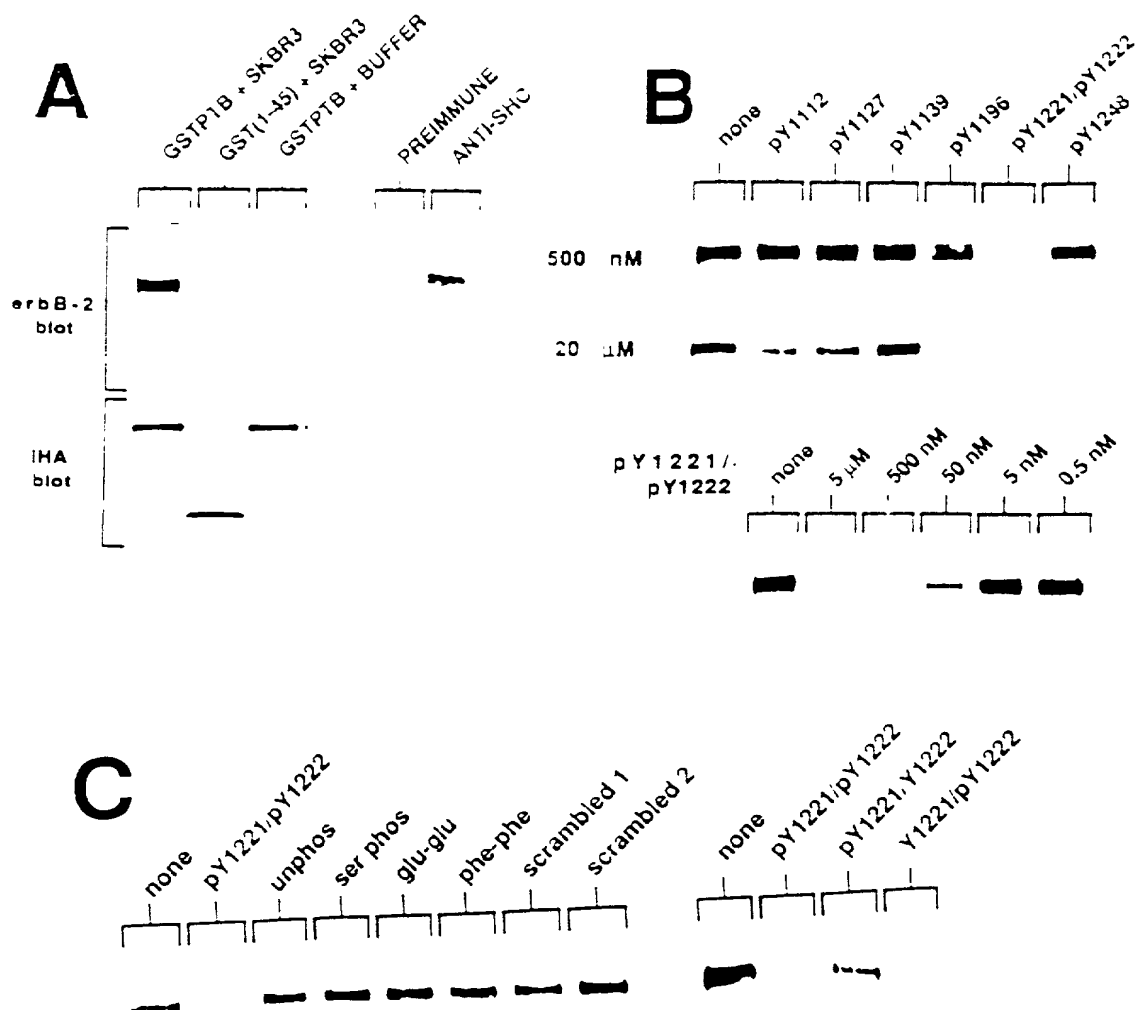 A
GSTPTB + SKBR3
GST(1-45) + SKBR3
GSTPTB + BUFFER
PREIMMUNE
ANTI-SHC
erbB-2
blot
IHA
blot
B
none
pY1112
pY1127
pY1139
pY1196
pY1221/pY1222
pY1248
500 nM
20 µM
pY1221/
pY1222
none
5 µM
500 nM
50 nM
5 nM
0.5 nM
C
none
pY1221/pY1222
unphos
ser phos
glu-glu
phe-phe
scrambled 1
scrambled 2
none
pY1221/pY1222
pY1221/Y1222
Y1221/pY1222